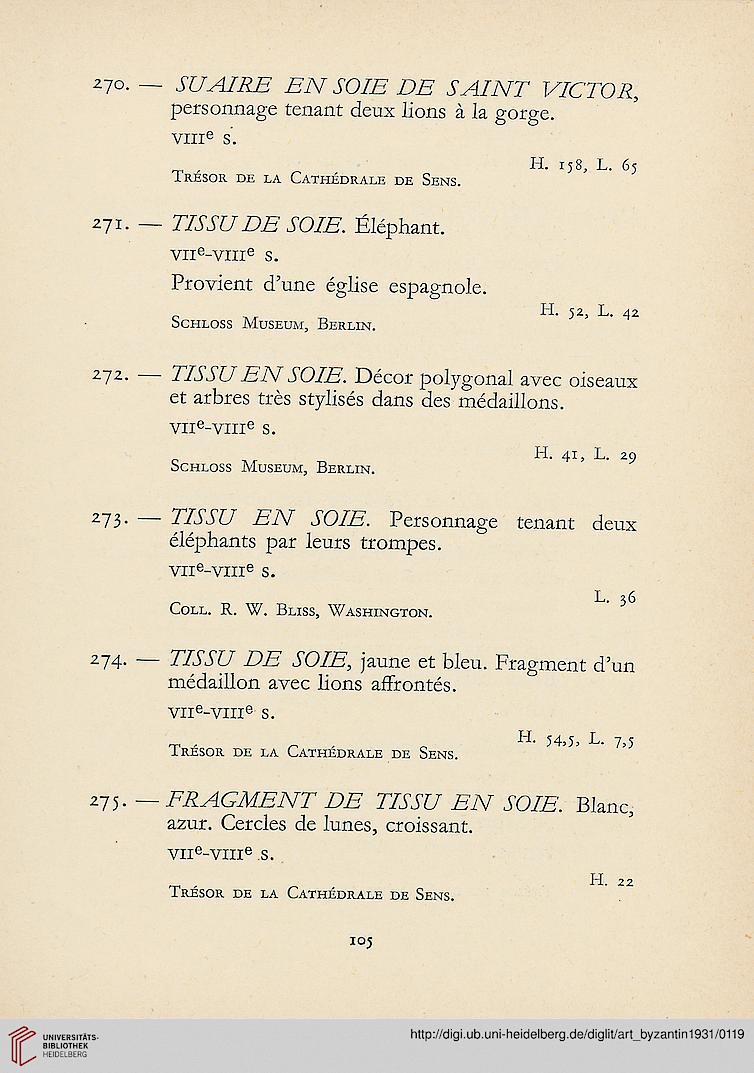 270. — SUAIRE EN SOIE DE SAINT VICTOR,
personnage tenant deux lions à la gorge.
VIIIe s.
H. 158, L. 65
Trésor de la Cathédrale de Sens.
271. — TISSU DE SOIE. Éléphant.
VIIe-VIIIe s.
Provient d'une église espagnole.
H. 52, L. 42
Schloss Museum, Berlin.
272. — TISSU EN SOIE. Décor polygonal avec oiseaux
et arbres très stylisés dans des médaillons.
VIIe-VIIIe s.
H. 41, L. 29
Schloss Museum, Berlin.
273. — TISSU EN SOIE. Personnage tenant deux
éléphants par leurs trompes.
VIIe-VIIIe s.
L. 36
Coll. R. W. Bliss, Washington.
274. — TISSU DE SOIE, jaune et bleu. Fragment d'un
médaillon avec lions affrontés.
VIIe-VIIIe s.
H. 54,5, L. 7,5
Trésor de la Cathédrale de Sens.
275. — FRAGMENT DE TISSU EN SOIE. Blanc,
azur. Cercles de lunes, croissant.
VIIe-VIIIe s.
H. 22
Trésor de la Cathédrale de Sens.
105
UNIVERSITÄTS-
BIBLIOTHEK
HEIDELBERG
http://digi.ub.uni-heidelberg.de/diglit/art_byzantin1931/0119